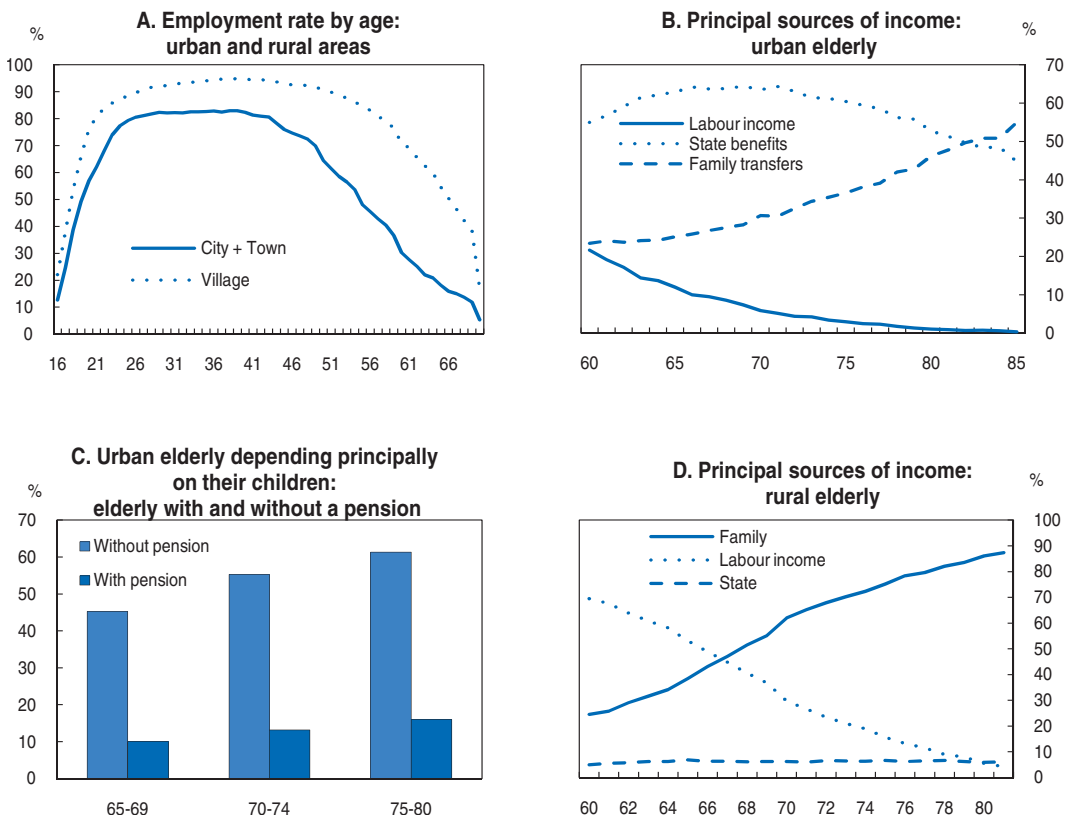 A. Employment rate by age:
urban and rural areas
%
100
90
80
70
60
50
40
30
20
10
0
City + Town
Village
16 21 26 31 36 41 46 51 56 61 66
B. Principal sources of income:
urban elderly
%
70
60
50
40
30
20
10
0
Labour income
State benefits
Family transfers
60 65 70 75 80 85
C. Urban elderly depending principally
on their children:
elderly with and without a pension
%
70
60
50
40
30
20
10
0
Without pension
With pension
65-69 70-74 75-80
D. Principal sources of income:
rural elderly
%
100
90
80
70
60
50
40
30
20
10
0
Family
Labour income
State
60 62 64 66 68 70 72 74 76 78 80